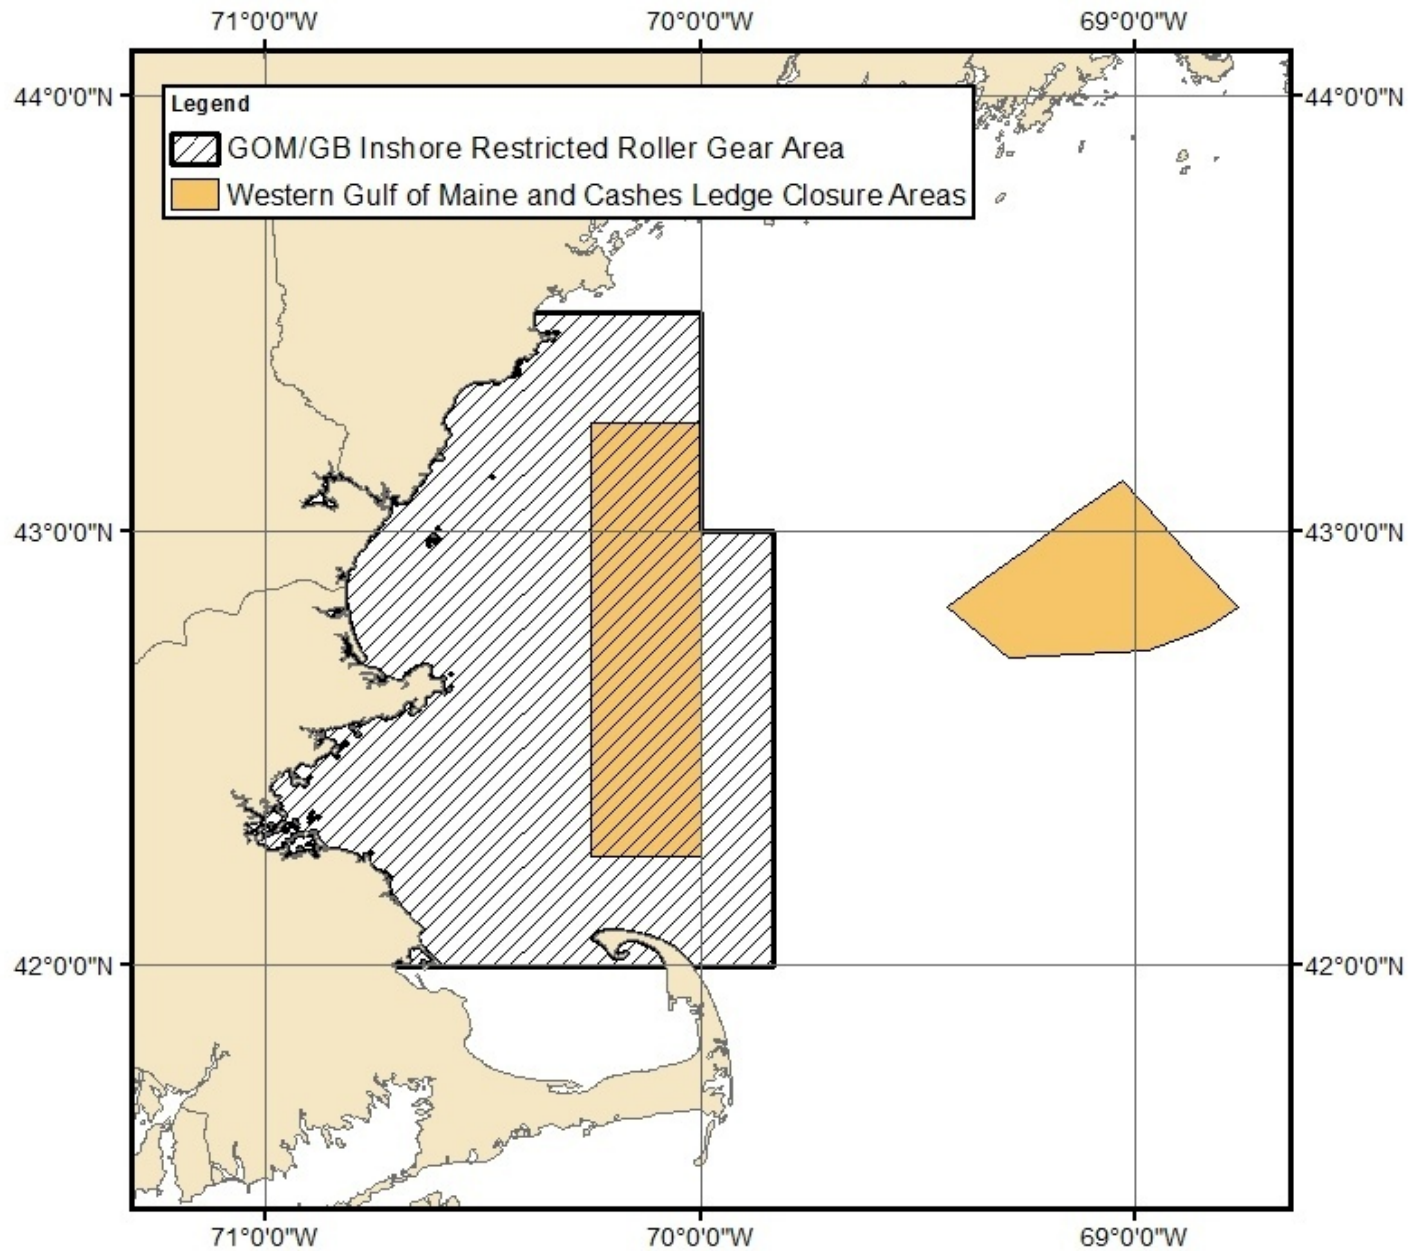 71°0'0"W 70°0'0"W 69°0'0"W
44°0'0"N 44°0'0"N
Legend
GOM/GB Inshore Restricted Roller Gear Area
Western Gulf of Maine and Cashes Ledge Closure Areas
43°0'0"N 43°0'0"N
42°0'0"N 42°0'0"N
71°0'0"W 70°0'0"W 69°0'0"W